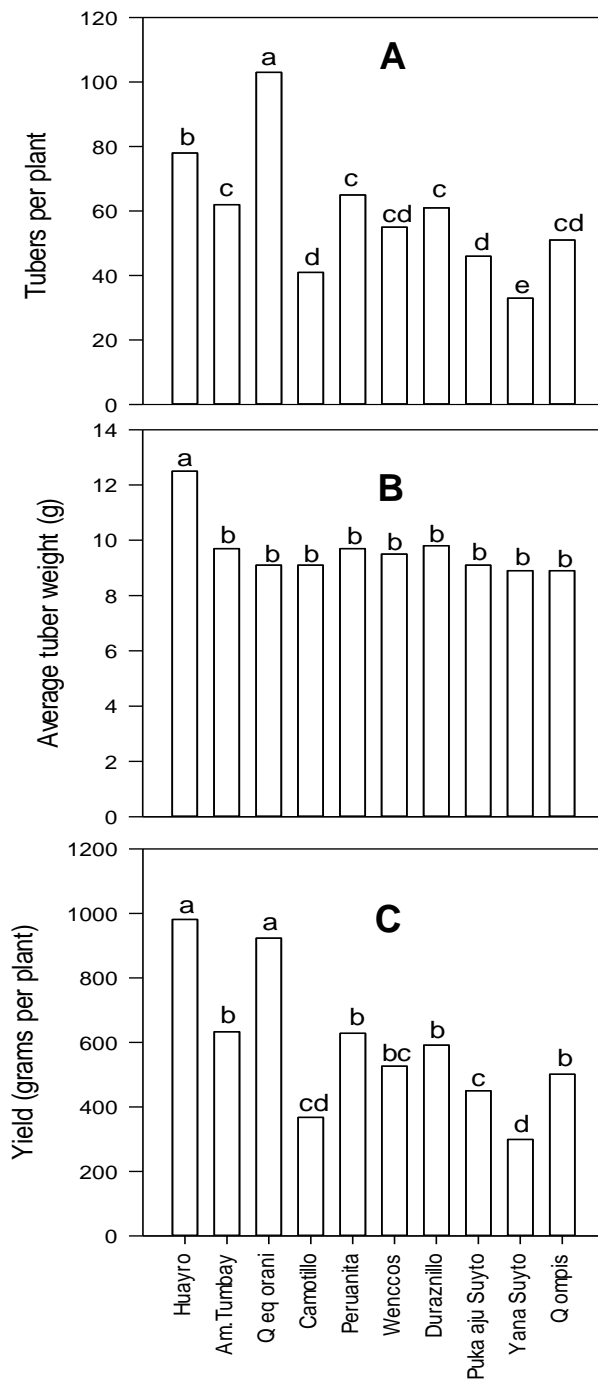 A
Tubers per plant
120
100
80
60
40
20
0
b
c
a
d
c
cd
c
d
e
cd
B
Average tuber weight (g)
14
12
10
8
6
4
2
0
a
b
b
b
b
b
b
b
b
b
C
Yield (grams per plant)
1200
1000
800
600
400
200
0
a
b
a
cd
b
bc
b
c
d
b
Huayro
Am.Tumbay
Q eq orani
Camotillo
Peruanita
Wenccos
Duraznillo
Puka aju Suyto
Yana Suyto
Q ompis